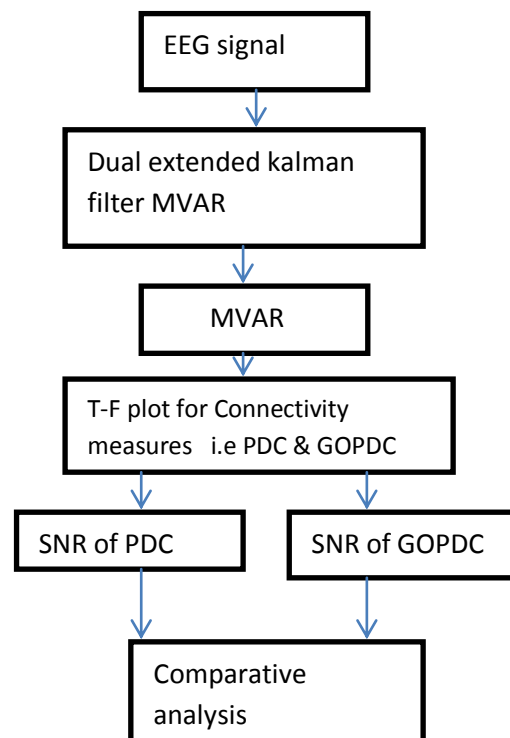 EEG signal
Dual extended kalman
filter MVAR
MVAR
T-F plot for Connectivity
measures i.e PDC & GOPDC
SNR of PDC
SNR of GOPDC
Comparative
analysis